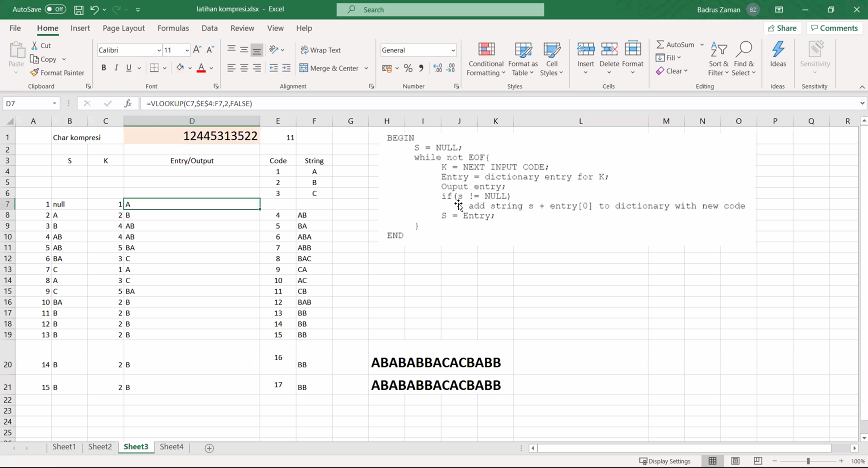 AutoSave Off latihan kompresi.xlsx - Excel Search Badrus Zaman BZ
File Home Insert Page Layout Formulas Data Review View Help Share Comments
Paste Cut Copy Format Painter Clipboard
Calibri 11 B I U Font
Wrap Text Merge & Center Alignment
General Number
Conditional Formatting Format as Table Cell Styles Styles
Insert Delete Format Cells
AutoSum Fill Clear Sort & Filter Find & Select Editing
Ideas Ideas
Sensitivity Sensitivity
D7 =VLOOKUP(C7,$E$4:F7,2,FALSE)
A B C D E F G H I J K L M N O
1 Char kompresi 12445313522 11
2
3 S K Entry/Output Code String
4 1 A
5 2 B
6 3 C
7 1 null 1 A
8 2 A 2 B 4 AB
9 3 B 4 AB 5 BA
10 4 AB 4 AB 6 ABA
11 5 AB 5 BA 7 ABB
12 6 BA 3 C 8 BAC
13 7 C 1 A 9 CA
14 8 A 3 C 10 AC
15 9 C 5 BA 11 CB
16 10 BA 2 B 12 BAB
17 11 B 2 B 13 BB
18 12 B 2 B 14 BB
19 13 B 2 B 15 BB
20 14 B 2 B 16 BB ABABABBACACBABB
21 15 B 2 B 17 BB ABABABBACACBABB
22
23
24
25
BEGIN
S = NULL;
while not EOF{
K = NEXT INPUT CODE;
Entry = dictionary entry for K;
Ouput entry;
if(s != NULL)
add string s + entry[0] to dictionary with new code
S = Entry;
}
END
Sheet1 Sheet2 Sheet3 Sheet4
Display Settings 100%